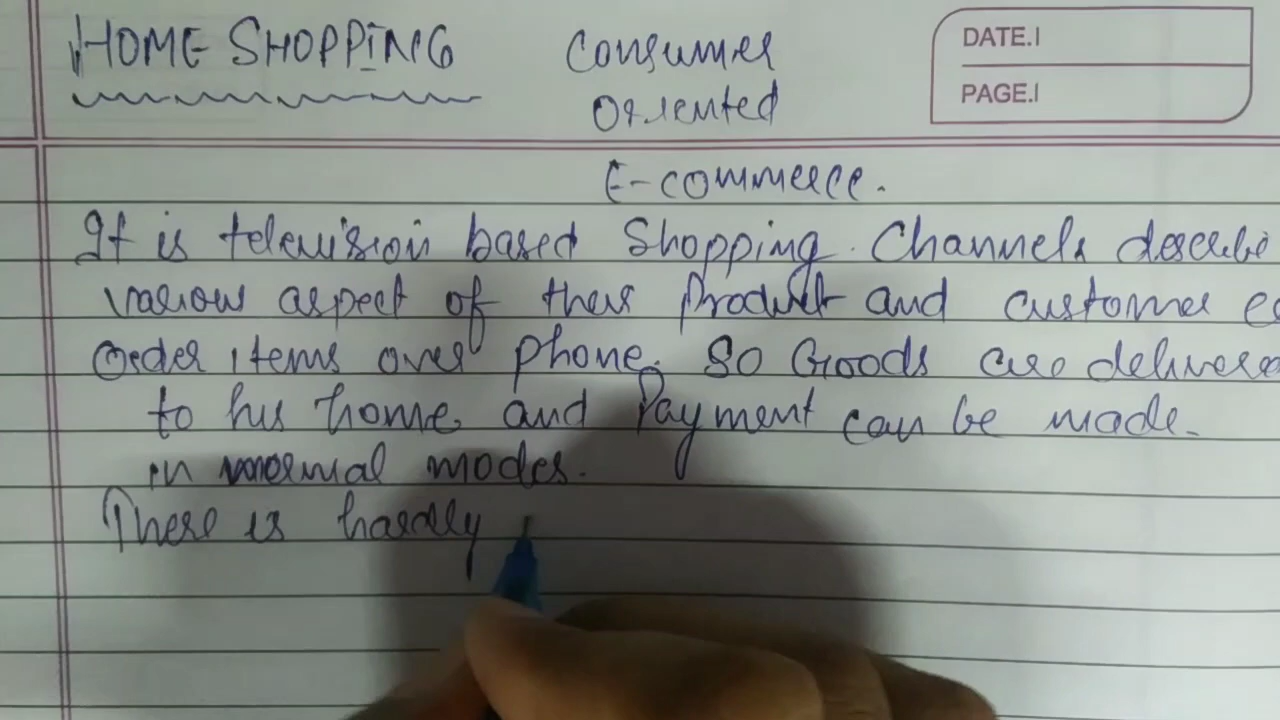 HOME SHOPPING
Consumer
Oriented
E-commerce.
DATE.I
PAGE.I
It is television based Shopping. Channels describe
various aspect of their Product and customer
Order items over phone. So Goods are delivere
to his home and Payment can be made
in normal modes.
There is hardly